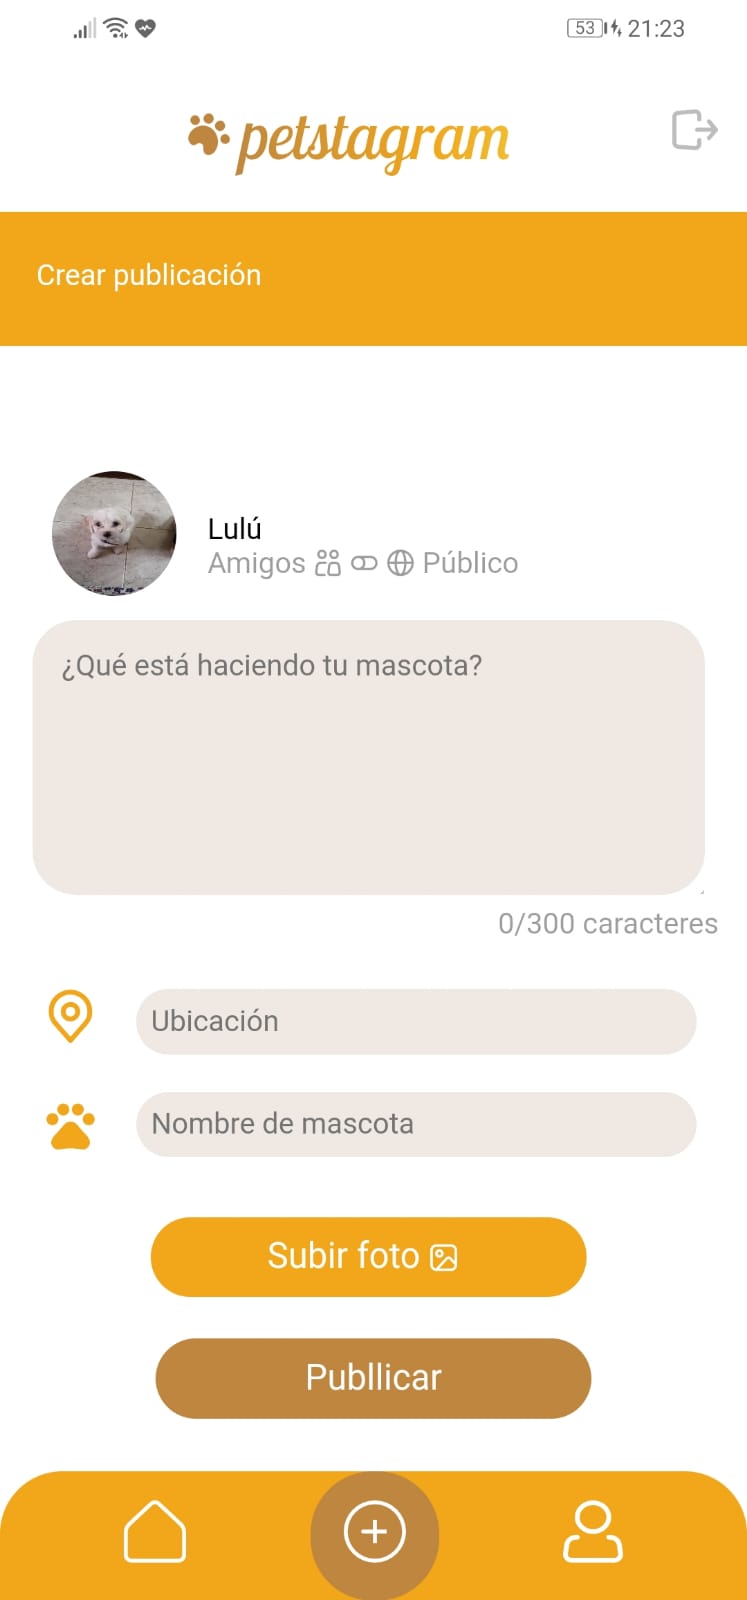 53 21:23
petstagram
Crear publicación
Lulú
Amigos Público
¿Qué está haciendo tu mascota?
0/300 caracteres
Ubicación
Nombre de mascota
Subir foto
Publlicar